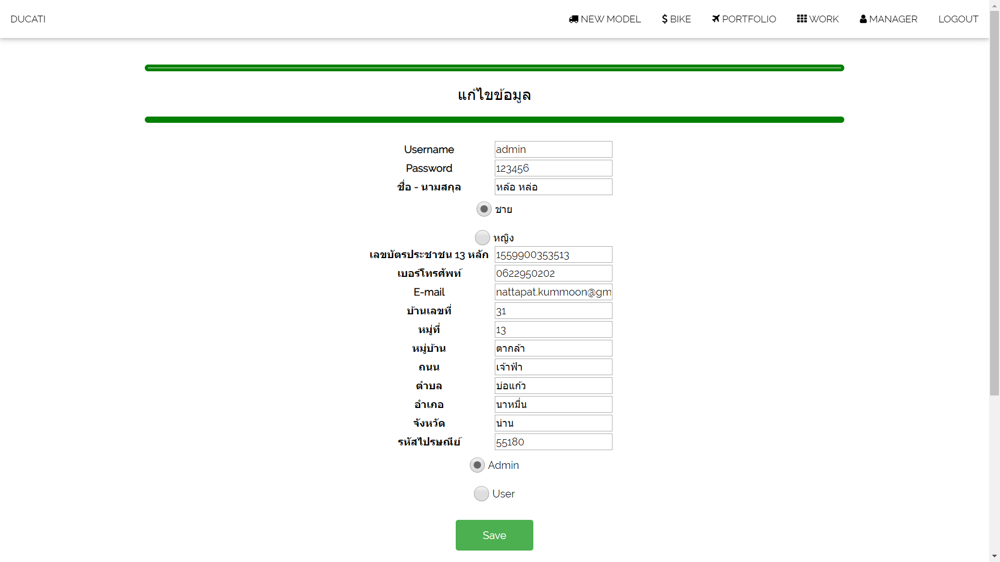 DUCATI NEW MODEL BIKE PORTFOLIO WORK MANAGER LOGOUT
แก้ไขข้อมูล
Username admin
Password 123456
ชื่อ - นามสกุล หล้อ หล่อ
ชาย
หญิง
เลขบัตรประชาชน 13 หลัก 1559900353513
เบอร์โทรศัพท์ 0622950202
E-mail nattapat.kummoon@gm
บ้านเลขที่ 31
หมู่ที่ 13
หมู่บ้าน ตากล้า
ถนน เจ้าฟ้า
ตำบล บ่อแก้ว
อำเภอ นาหมื่น
จังหวัด น่าน
รหัสไปรษณีย์ 55180
Admin
User
Save